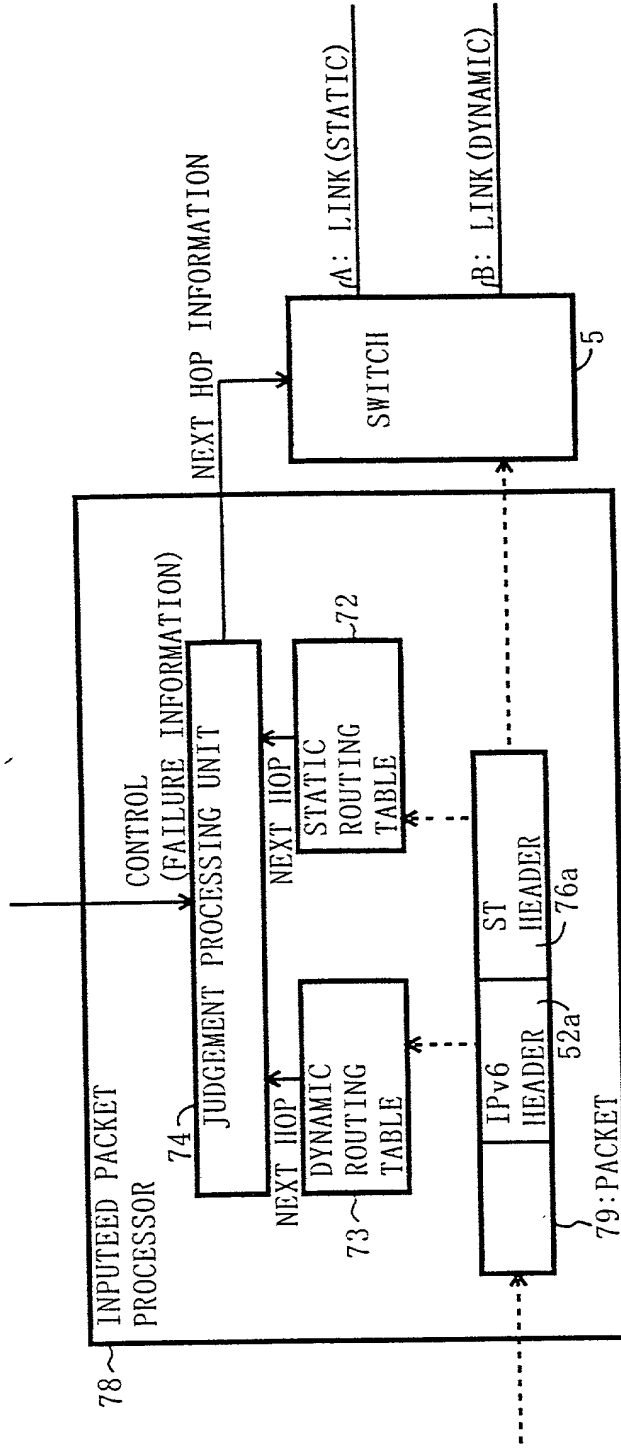 78
INPUTEED PACKET
PROCESSOR
CONTROL
(FAILURE INFORMATION)
74
JUDGEMENT PROCESSING UNIT
NEXT HOP INFORMATION
NEXT HOP
NEXT HOP
73
DYNAMIC
ROUTING
TABLE
STATIC
ROUTING
TABLE
72
IPv6
HEADER
52a
ST
HEADER
76a
79:PACKET
SWITCH
5
A: LINK(STATIC)
B: LINK(DYNAMIC)